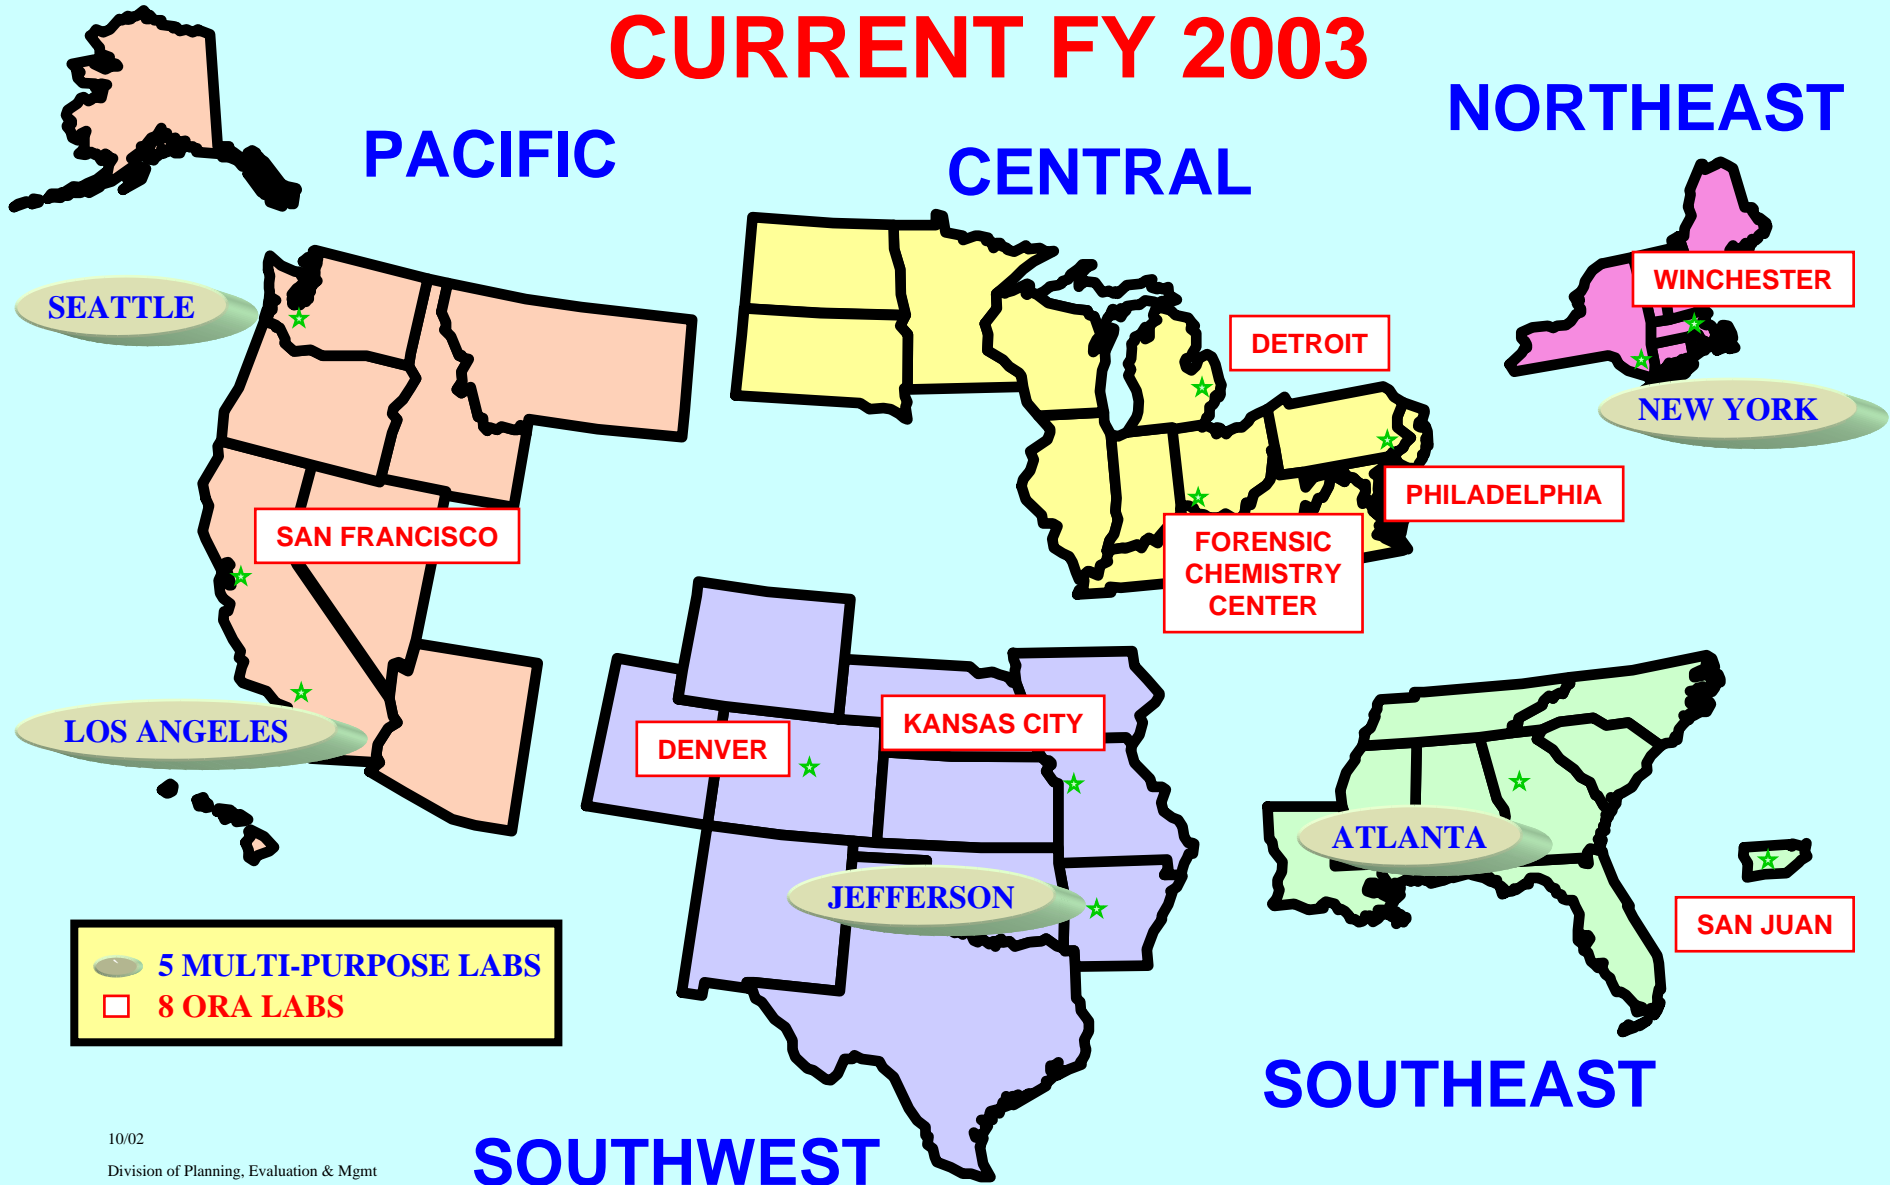 CURRENT FY 2003
NORTHEAST
PACIFIC
CENTRAL
WINCHESTER
SEATTLE
DETROIT
NEW YORK
PHILADELPHIA
SAN FRANCISCO
FORENSIC
CHEMISTRY
CENTER
KANSAS CITY
LOS ANGELES
DENVER
ATLANTA
JEFFERSON
SAN JUAN
5 MULTI-PURPOSE LABS
8 ORA LABS
SOUTHEAST
10/02
SOUTHWEST
Division of Planning, Evaluation & Mgmt